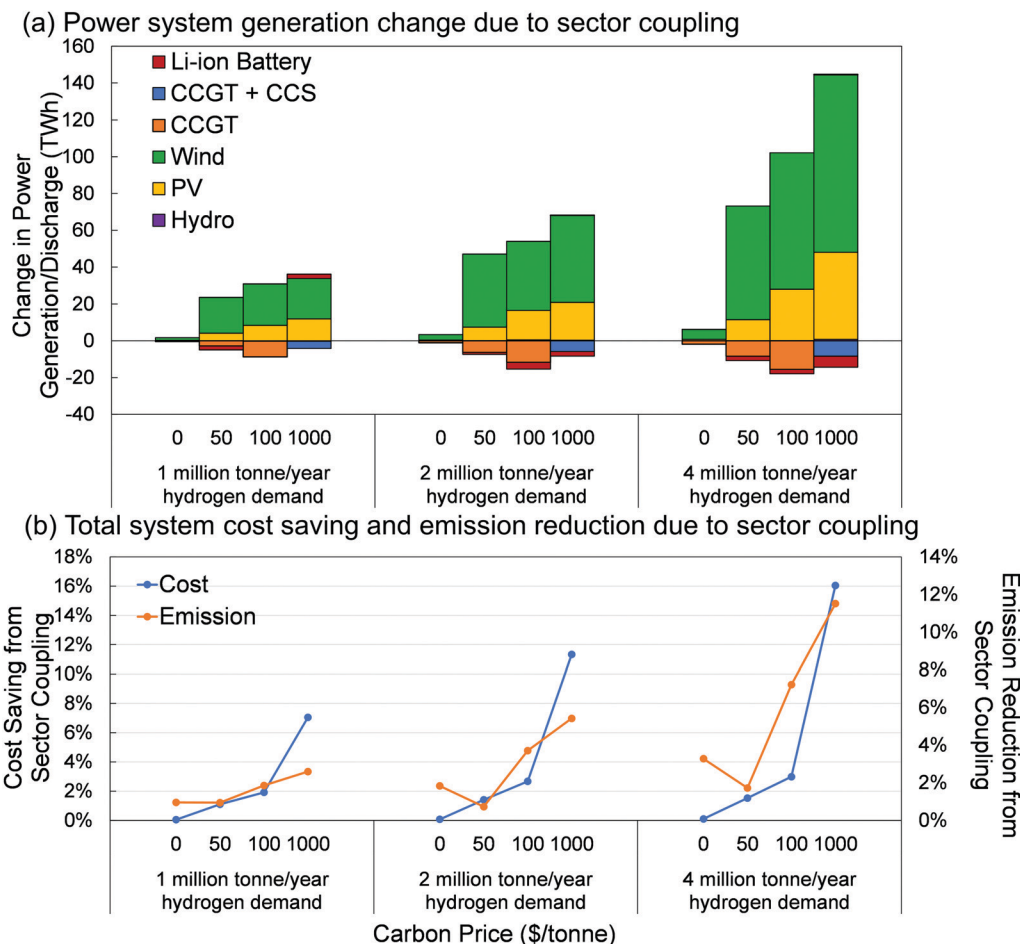 (a) Power system generation change due to sector coupling
Change in Power
Generation/Discharge (TWh)
160
140
120
100
80
60
40
20
0
-20
-40
Li-ion Battery
CCGT + CCS
CCGT
Wind
PV
Hydro
0 50 100 1000
1 million tonne/year
hydrogen demand
0 50 100 1000
2 million tonne/year
hydrogen demand
0 50 100 1000
4 million tonne/year
hydrogen demand
(b) Total system cost saving and emission reduction due to sector coupling
Cost Saving from
Sector Coupling
18%
16%
14%
12%
10%
8%
6%
4%
2%
0%
Cost
Emission
14%
12%
10%
8%
6%
4%
2%
0%
Emission Reduction from
Sector Coupling
0 50 100 1000
1 million tonne/year
hydrogen demand
0 50 100 1000
2 million tonne/year
hydrogen demand
0 50 100 1000
4 million tonne/year
hydrogen demand
Carbon Price ($/tonne)